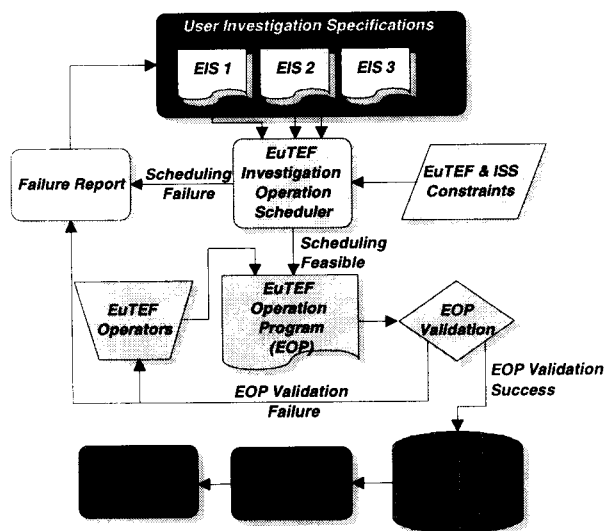 User Investigation Specifications
EIS 1
EIS 2
EIS 3
EuTEF
Investigation
Operation
Scheduler
Scheduling
Failure
Failure Report
EuTEF & ISS
Constraints
Scheduling
Feasible
EuTEF
Operators
EuTEF
Operation
Program
(EOP)
EOP
Validation
EOP Validation
Failure
EOP Validation
Success